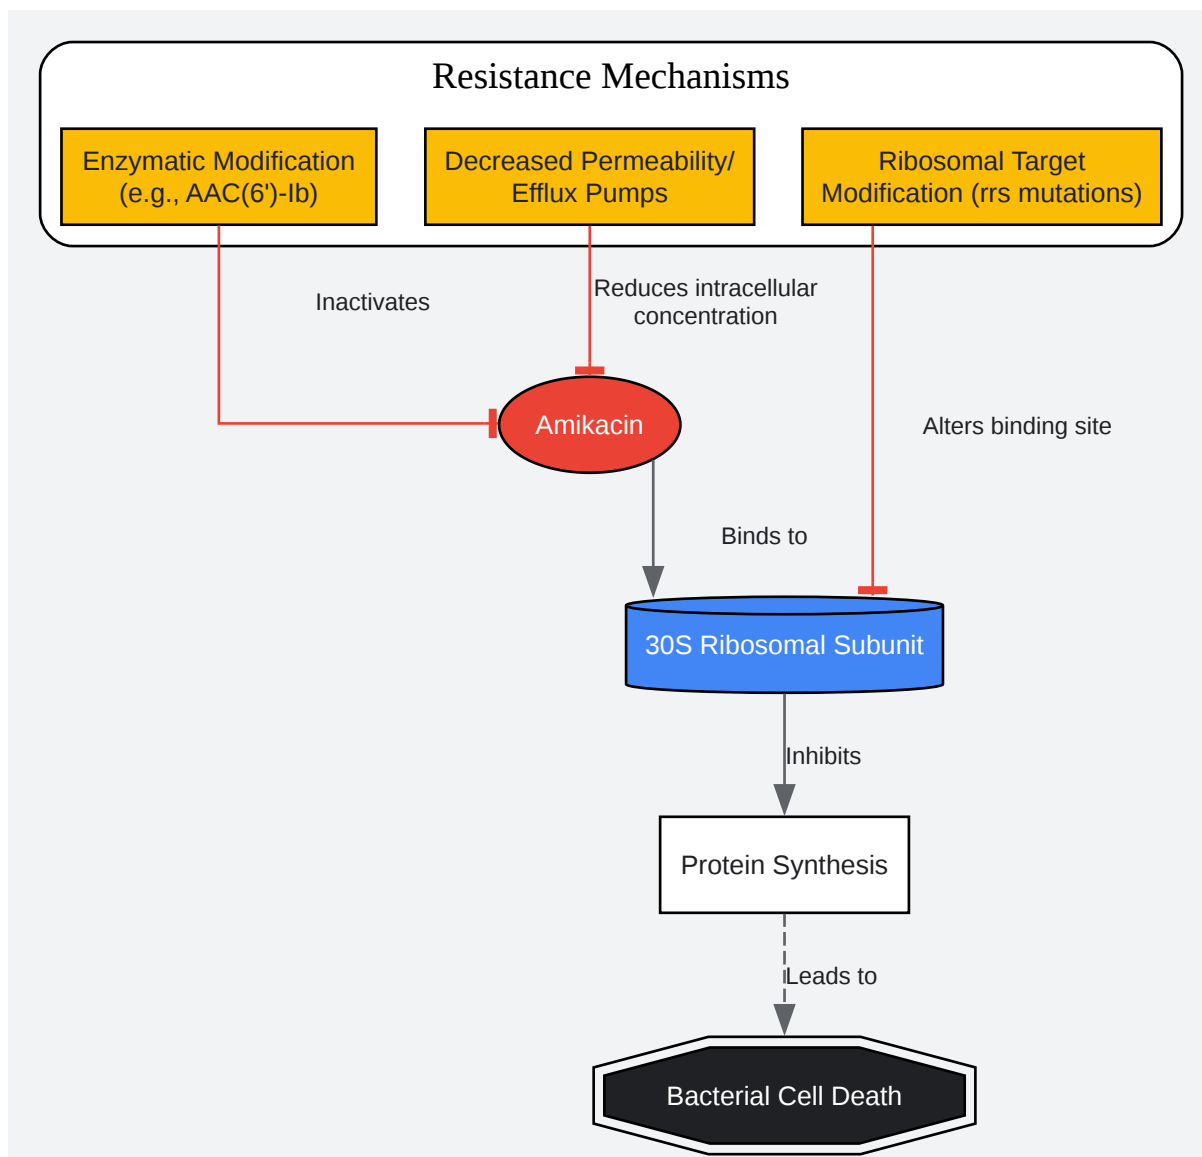 Resistance Mechanisms
Enzymatic Modification
(e.g., AAC(6')-Ib)
Decreased Permeability/
Efflux Pumps
Ribosomal Target
Modification (rrs mutations)
Inactivates
Reduces intracellular
concentration
Amikacin
Alters binding site
Binds to
30S Ribosomal Subunit
Inhibits
Protein Synthesis
Leads to
Bacterial Cell Death